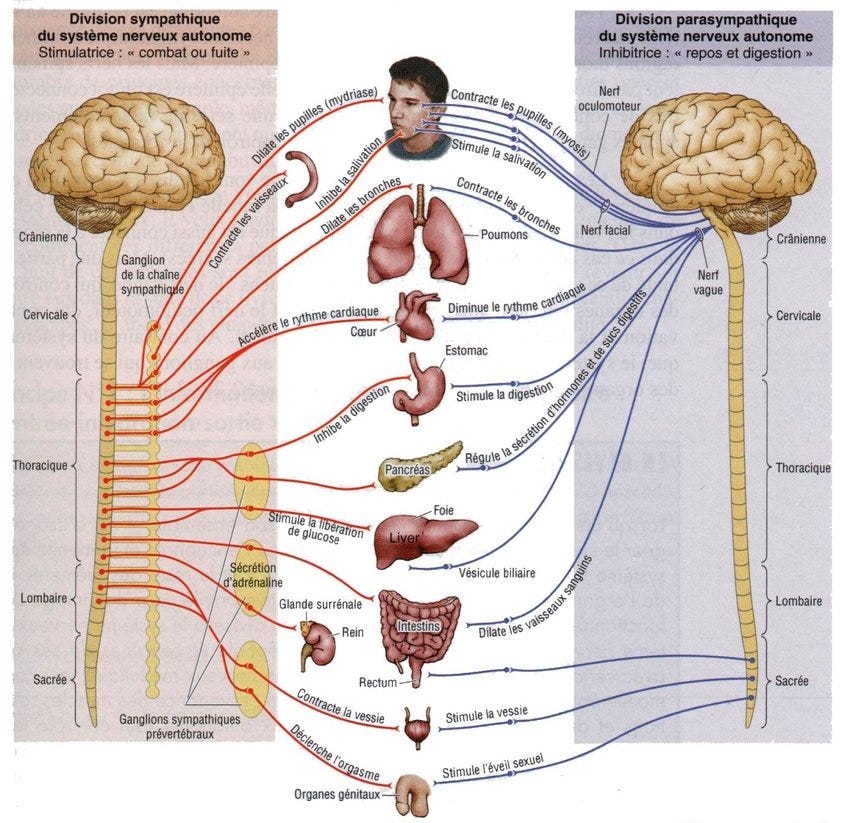 Division sympathique
du système nerveux autonome
Stimulatrice : « combat ou fuite »
Division parasympathique
du système nerveux autonome
Inhibitrice : « repos et digestion »
Dilate les pupilles (mydriase)
Contracte les vaisseaux
Inhibe la salivation
Dilate les bronches
Contracte les pupilles (myosis)
Stimule la salivation
Contracte les bronches
Poumons
Nerf
oculomoteur
Nerf facial
Nerf
vague
Crânienne
Cervicale
Thoracique
Lombaire
Sacrée
Ganglion
de la chaîne
sympathique
Accélère le rythme cardiaque
Cœur
Diminue le rythme cardiaque
Estomac
Inhibe la digestion
Stimule la digestion
Pancréas
Régule la sécrétion d'hormones et de sucs digestifs
Foie
Liver
Stimule la libération
de glucose
Vésicule biliaire
Sécrétion
d'adrénaline
Glande surrénale
Rein
Intestins
Dilate les vaisseaux sanguins
Rectum
Ganglions sympathiques
prévertébraux
Contracte la vessie
Stimule la vessie
Déclenche l'orgasme
Stimule l'éveil sexuel
Organes génitaux
Crânienne
Cervicale
Thoracique
Lombaire
Sacrée